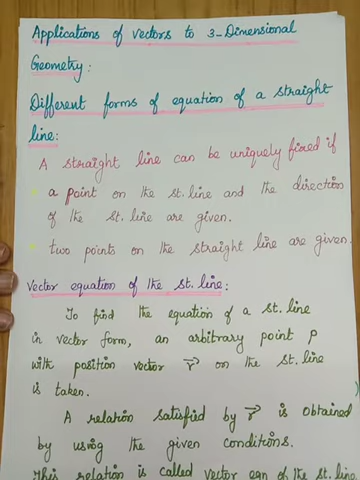 Applications of vectors to 3-Dimensional
Geometry:
Different forms of equation of a straight
line:
A straight line can be uniquely fixed if
a point on the st. line and the direction
of the st. line are given.
two points on the straight line are given.
Vector equation of the st. line:
To find the equation of a st. line
in vector form, an arbitrary point P
with position vector r⃗ on the st. line
is taken.
A relation satisfied by r⃗ is obtained
by using the given conditions.
This relation is called vector eqn of the st. line